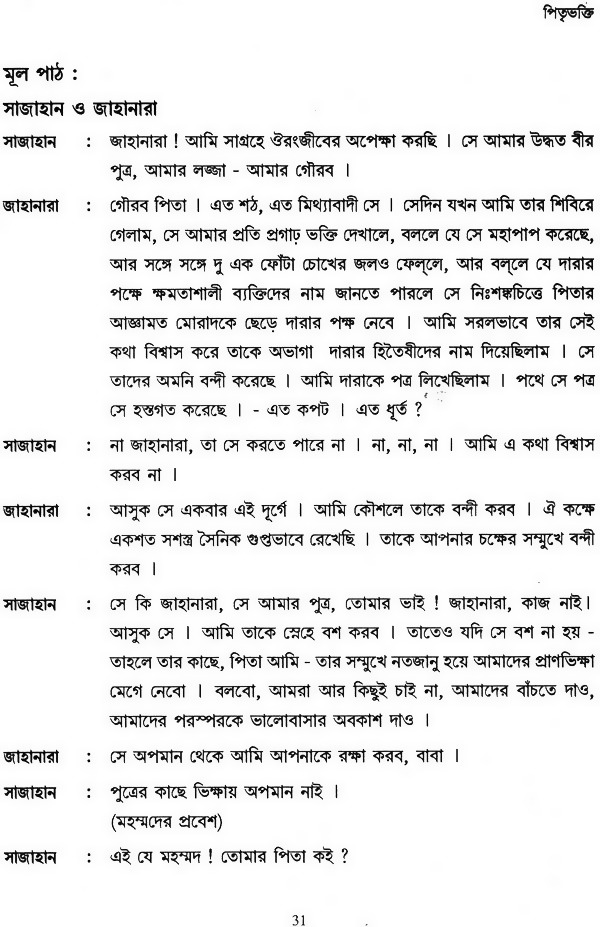 পিতৃভক্তি
মূল পাঠ :
সাজাহান ও জাহানারা
সাজাহান : জাহানারা ! আমি সাগ্রহে ঔরংজীবের অপেক্ষা করছি । সে আমার উদ্ধত বীর
পুত্র, আমার লজ্জা - আমার গৌরব ।
জাহানারা : গৌরব পিতা । এত শঠ, এত মিথ্যাবাদী সে । সেদিন যখন আমি তার শিবিরে
গেলাম, সে আমার প্রতি প্রগাঢ় ভক্তি দেখালে, বললে যে সে মহাপাপ করেছে,
আর সঙ্গে সঙ্গে দু এক ফোঁটা চোখের জলও ফেল্‌লে, আর বল্‌লে যে দারার
পক্ষে ক্ষমতাশালী ব্যক্তিদের নাম জানতে পারলে সে নিঃশঙ্কচিত্তে পিতার
আজ্ঞামত মোরাদকে ছেড়ে দারার পক্ষ নেবে । আমি সরলভাবে তার সেই
কথা বিশ্বাস করে তাকে অভাগা দারার হিতৈষীদের নাম দিয়েছিলাম । সে
তাদের অমনি বন্দী করেছে । আমি দারাকে পত্র লিখেছিলাম । পথে সে পত্র
সে হস্তগত করেছে । - এত কপট । এত ধূর্ত ?
সাজাহান : না জাহানারা, তা সে করতে পারে না । না, না, না । আমি এ কথা বিশ্বাস
করব না ।
জাহানারা : আসুক সে একবার এই দূর্গে । আমি কৌশলে তাকে বন্দী করব । ঐ কক্ষে
একশত সশস্ত্র সৈনিক গুপ্তভাবে রেখেছি । তাকে আপনার চক্ষের সম্মুখে বন্দী
করব ।
সাজাহান : সে কি জাহানারা, সে আমার পুত্র, তোমার ভাই ! জাহানারা, কাজ নাই।
আসুক সে । আমি তাকে স্নেহে বশ করব । তাতেও যদি সে বশ না হয় -
তাহলে তার কাছে, পিতা আমি - তার সম্মুখে নতজানু হয়ে আমাদের প্রাণভিক্ষা
মেগে নেবো । বলবো, আমরা আর কিছুই চাই না, আমাদের বাঁচতে দাও,
আমাদের পরস্পরকে ভালোবাসার অবকাশ দাও ।
জাহানারা : সে অপমান থেকে আমি আপনাকে রক্ষা করব, বাবা ।
সাজাহান : পুত্রের কাছে ভিক্ষায় অপমান নাই ।
(মহম্মদের প্রবেশ)
সাজাহান : এই যে মহম্মদ ! তোমার পিতা কই ?
31